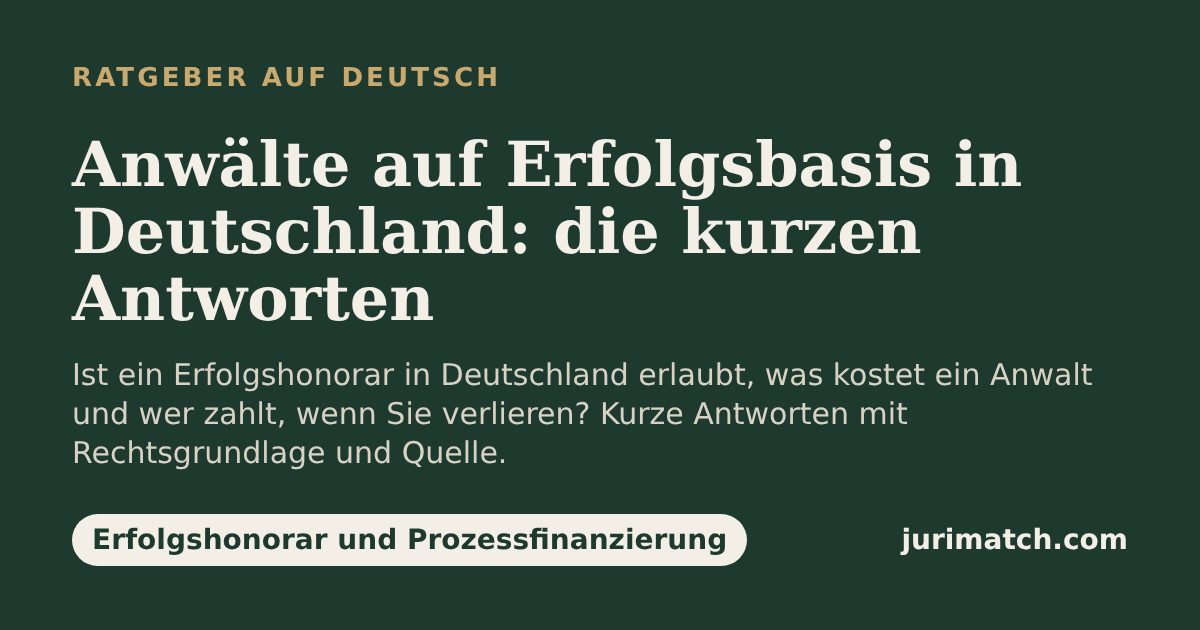 RATGEBER AUF DEUTSCH
Anwälte auf Erfolgsbasis in
Deutschland: die kurzen
Antworten
Ist ein Erfolgshonorar in Deutschland erlaubt, was kostet ein Anwalt
und wer zahlt, wenn Sie verlieren? Kurze Antworten mit
Rechtsgrundlage und Quelle.
Erfolgshonorar und Prozessfinanzierung
jurimatch.com